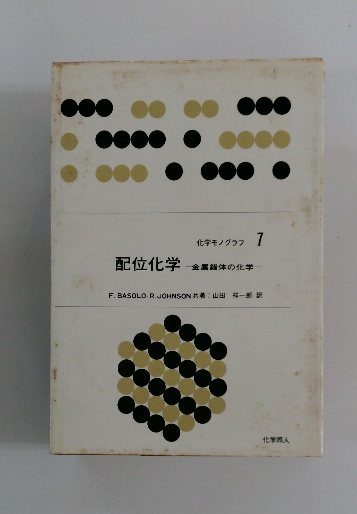 化学モノグラフ 7
配位化学 —金属錯体の化学—
F. BASOLO・R. JOHNSON 共著：山田 祥一郎 訳
化学同人